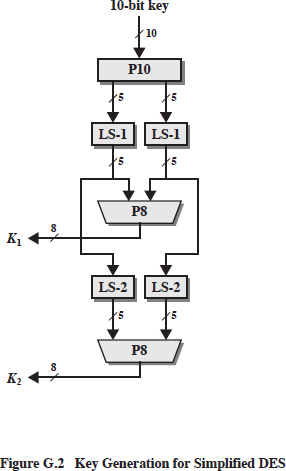 10-bit key
10
P10
5 5
LS-1 LS-1
5 5
P8
8
K1
LS-2 LS-2
5 5
P8
8
K2
Figure G.2 Key Generation for Simplified DES